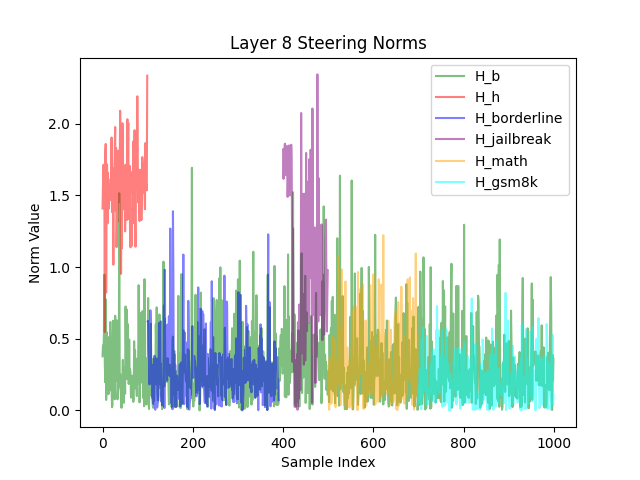 Layer 8 Steering Norms
H_b
H_h
H_borderline
H_jailbreak
H_math
H_gsm8k
Norm Value
2.0
1.5
1.0
0.5
0.0
0
200
400
600
800
1000
Sample Index